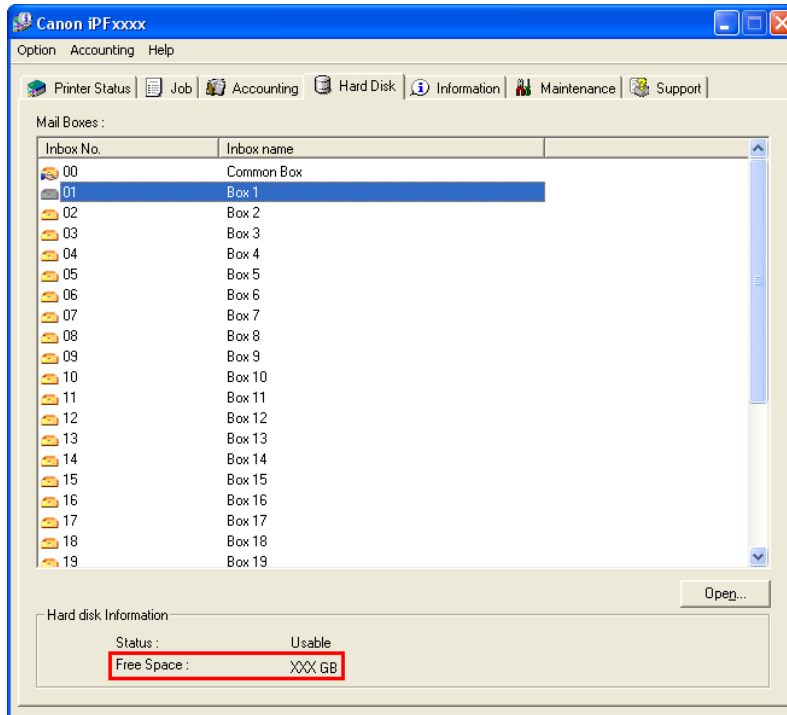 Canon iPFxxxx
Option Accounting Help
Printer Status Job Accounting Hard Disk Information Maintenance Support
Mail Boxes :
Inbox No. Inbox name
00 Common Box
01 Box 1
02 Box 2
03 Box 3
04 Box 4
05 Box 5
06 Box 6
07 Box 7
08 Box 8
09 Box 9
10 Box 10
11 Box 11
12 Box 12
13 Box 13
14 Box 14
15 Box 15
16 Box 16
17 Box 17
18 Box 18
19 Box 19
Open...
Hard disk Information
Status : Usable
Free Space : XXX GB